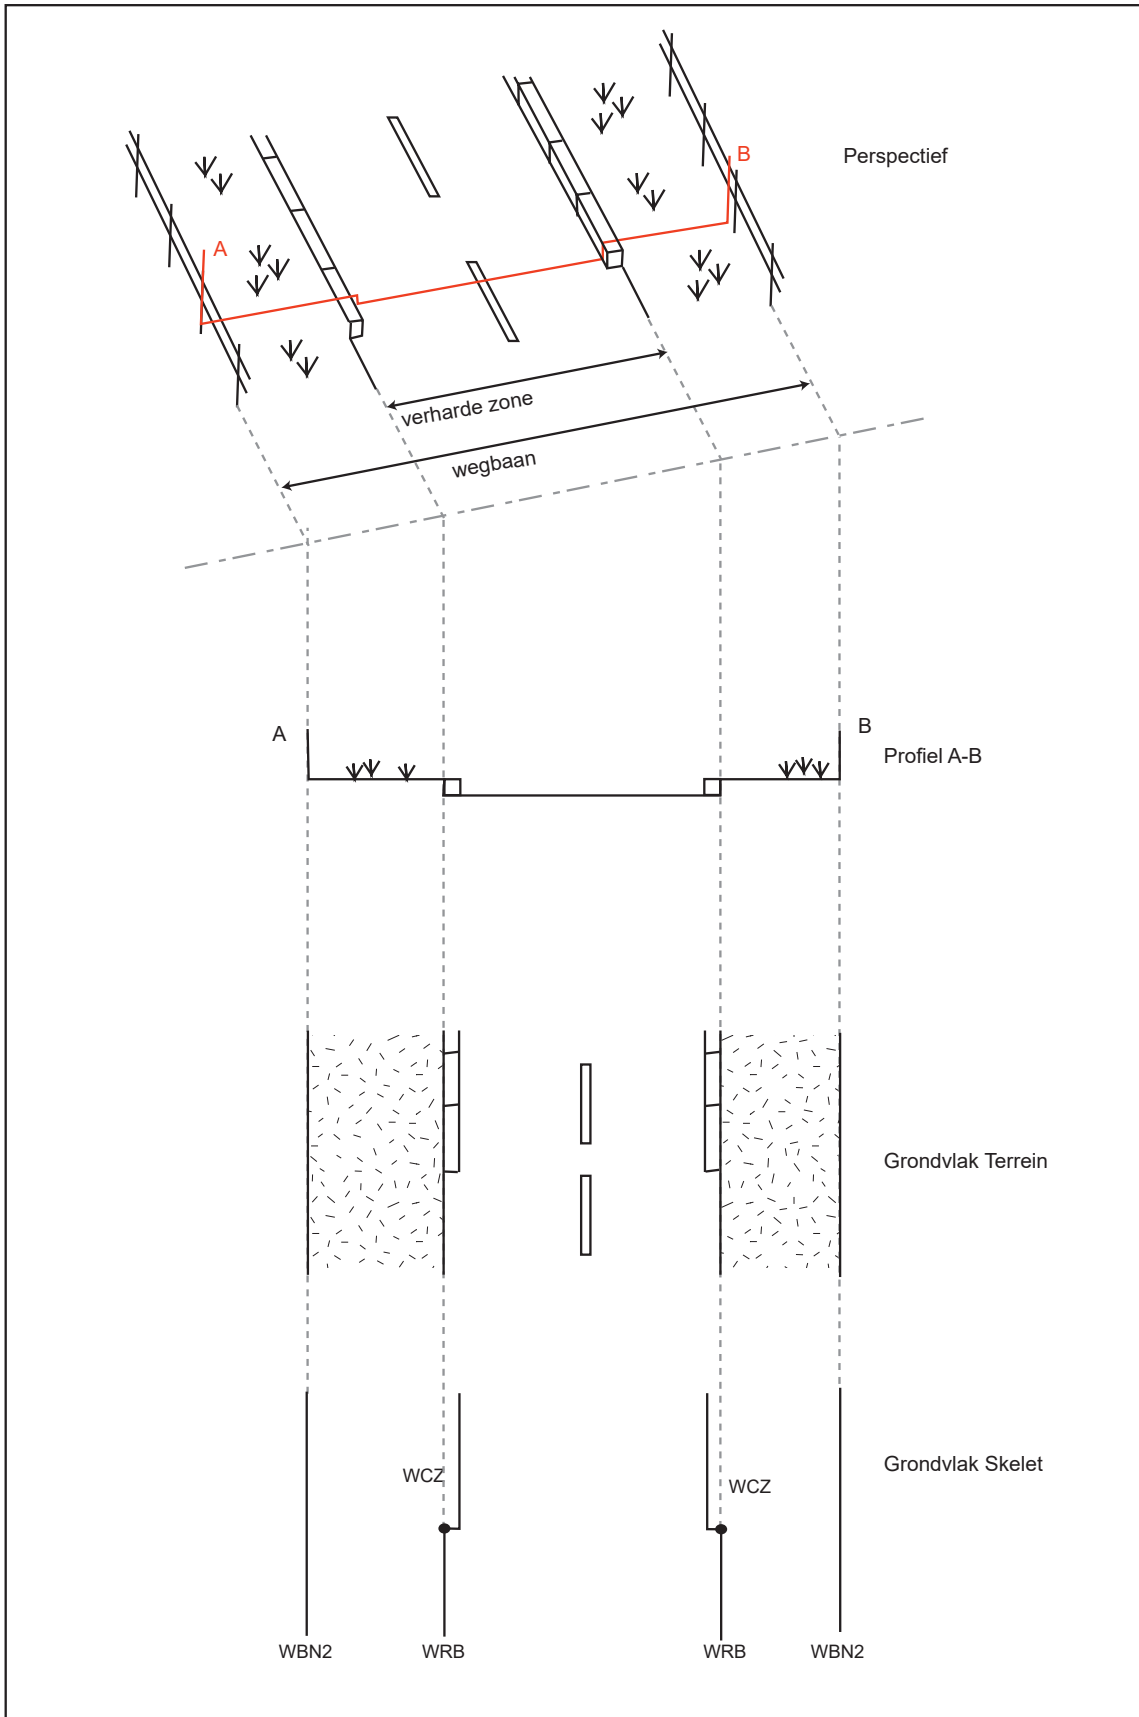 Perspectief
B
A
verharde zone
wegbaan
A
B
Profiel A-B
Grondvlak Terrein
Grondvlak Skelet
WCZ
WCZ
WBN2
WRB
WRB
WBN2